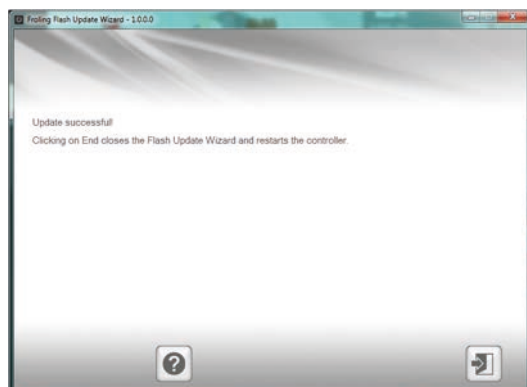 Froling Flash Update Wizard - 1.0.0.0
Update successful!
Clicking on End closes the Flash Update Wizard and restarts the controller.
?